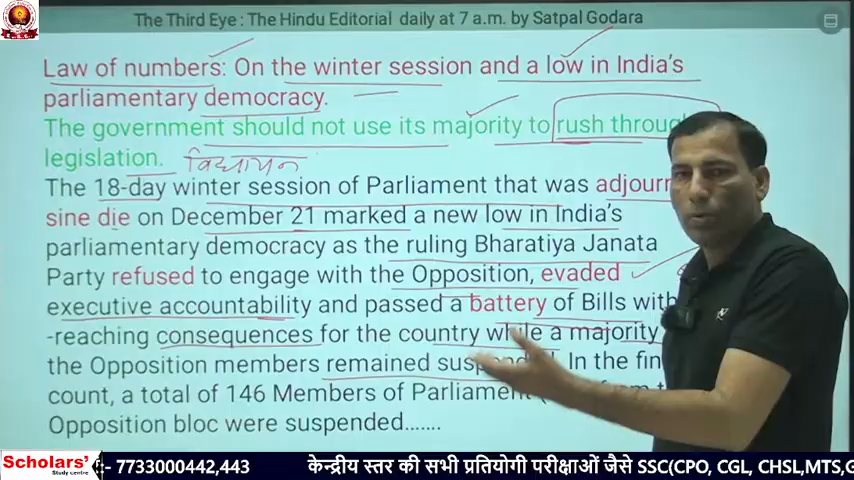 The Third Eye : The Hindu Editorial daily at 7 a.m. by Satpal Godara
Law of numbers: On the winter session and a low in India's
parliamentary democracy.
The government should not use its majority to rush throug
legislation. विधायन
The 18-day winter session of Parliament that was adjourn
sine die on December 21 marked a new low in India's
parliamentary democracy as the ruling Bharatiya Janata
Party refused to engage with the Opposition, evaded
executive accountability and passed a battery of Bills with
-reaching consequences for the country while a majority
the Opposition members remained suspended. In the fin
count, a total of 146 Members of Parliament
Opposition bloc were suspended.......
Scholars'
Study centre
- 7733000442,443 केन्द्रीय स्तर की सभी प्रतियोगी परीक्षाओं जैसे SSC(CPO, CGL, CHSL,MTS,G